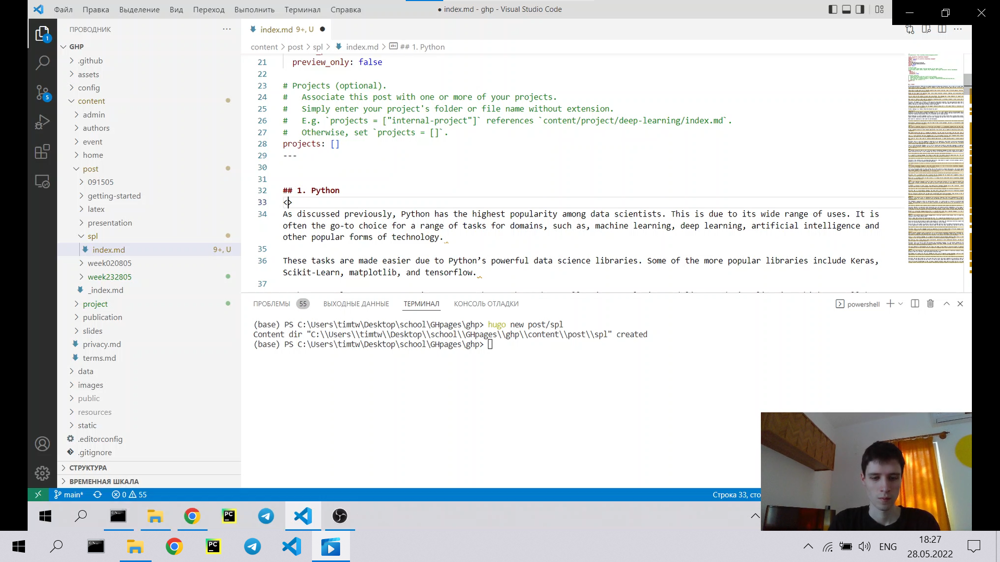 Файл Правка Выделение Вид Переход Выполнить Терминал Справка
● index.md - ghp - Visual Studio Code
ПРОВОДНИК
GHP
.github
assets
config
content
admin
authors
event
home
post
091505
getting-started
latex
presentation
spl
index.md 9+, U
week020805
week232805
_index.md
project
publication
slides
privacy.md
terms.md
data
images
public
resources
static
.editorconfig
.gitignore
СТРУКТУРА
ВРЕМЕННАЯ ШКАЛА
1
5
index.md 9+, U
content > post > spl > index.md > ## 1. Python
21 preview_only: false
22
23 # Projects (optional).
24 #   Associate this post with one or more of your projects.
25 #   Simply enter your project's folder or file name without extension.
26 #   E.g. `projects = ["internal-project"]` references `content/project/deep-learning/index.md`.
27 #   Otherwise, set `projects = []`.
28 projects: []
29 ---
30
31
32 ## 1. Python
33 <>
34 As discussed previously, Python has the highest popularity among data scientists. This is due to its wide range of uses. It is
often the go-to choice for a range of tasks for domains, such as, machine learning, deep learning, artificial intelligence and
other popular forms of technology.
35
36 These tasks are made easier due to Python’s powerful data science libraries. Some of the more popular libraries include Keras,
Scikit-Learn, matplotlib, and tensorflow.
37
ПРОБЛЕМЫ 55 ВЫХОДНЫЕ ДАННЫЕ ТЕРМИНАЛ КОНСОЛЬ ОТЛАДКИ
powershell
(base) PS C:\Users\timtw\Desktop\school\GHpages\ghp> hugo new post/spl
Content dir "C:\\Users\\timtw\\Desktop\\school\\GHpages\\ghp\\content\\post\\spl" created
(base) PS C:\Users\timtw\Desktop\school\GHpages\ghp>
main* 0 55
Строка 33, сто
PC
PC
ENG
18:27
28.05.2022